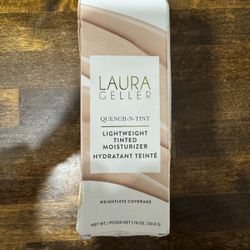 LAURA
GELLER
QUENCH-N-TINT
LIGHTWEIGHT
TINTED
MOISTURIZER
HYDRATANT TEINTÉ
WEIGHTLESS COVERAGE
NET WT. / POIDS NET 1.76 OZ. / 50.0 G